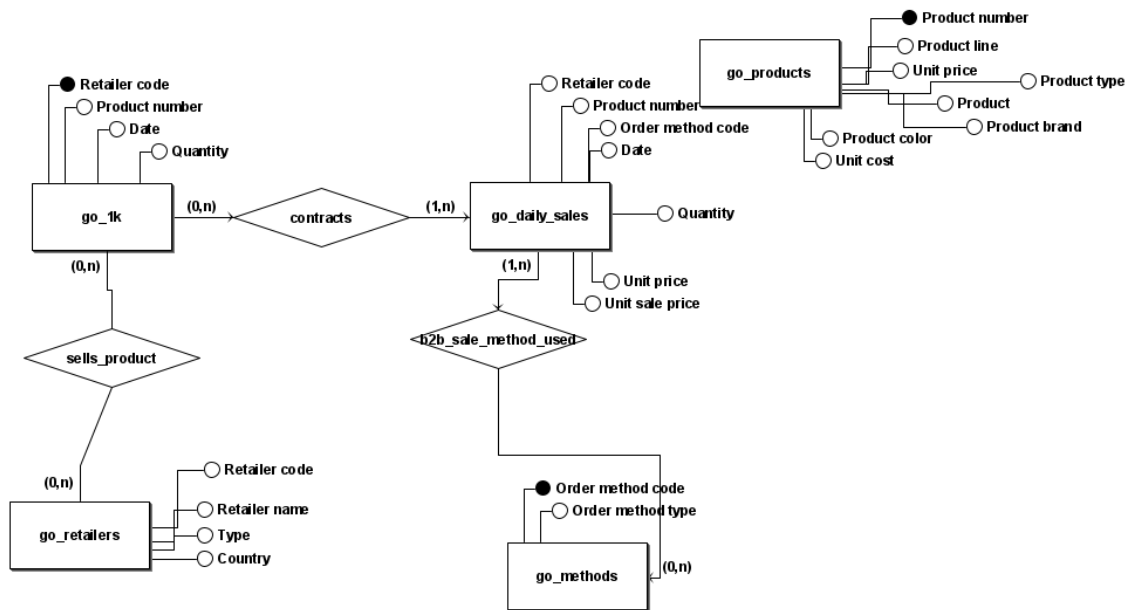 Product number
Product line
go_products
Unit price
Product type
Product
Product brand
Product color
Unit cost
Retailer code
Product number
Date
Quantity
go_1k
(0,n)
contracts
(1,n)
Retailer code
Product number
Order method code
Date
go_daily_sales
Quantity
(1,n)
Unit price
Unit sale price
(0,n)
sells_product
b2b_sale_method_used
(0,n)
Retailer code
Retailer name
go_retailers
Type
Country
Order method code
Order method type
go_methods
(0,n)